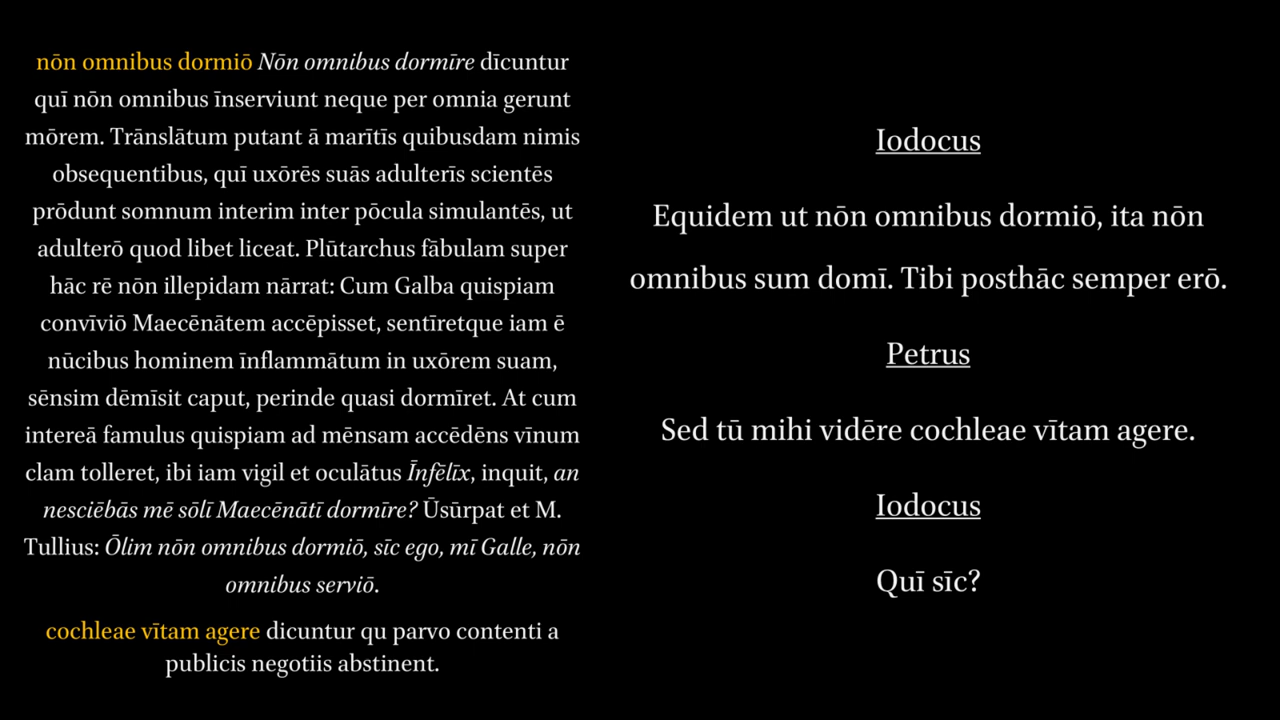 nōn omnibus dormiō Nōn omnibus dormīre dīcuntur
quī nōn omnibus īnserviunt neque per omnia gerunt
mōrem. Trānslātum putant ā marītīs quibusdam nimis
obsequentibus, quī uxōrēs suās adulterīs scientēs
prōdunt somnum interim inter pōcula simulantēs, ut
adulterō quod libet liceat. Plūtarchus fābulam super
hāc rē nōn illepidam nārrat: Cum Galba quispiam
convīviō Maecēnātem accēpisset, sentīretque iam ē
nūcibus hominem īnflammātum in uxōrem suam,
sēnsim dēmīsit caput, perinde quasi dormīret. At cum
intereā famulus quispiam ad mēnsam accēdēns vīnum
clam tolleret, ibi iam vigil et oculātus Īnfēlīx, inquit, an
nesciēbās mē sōlī Maecēnātī dormīre? Ūsūrpat et M.
Tullius: Ōlim nōn omnibus dormiō, sīc ego, mī Galle, nōn
omnibus serviō.
cochleae vītam agere dicuntur qu parvo contenti a
publicis negotiis abstinent.
Iodocus
Equidem ut nōn omnibus dormiō, ita nōn
omnibus sum domī. Tibi posthāc semper erō.
Petrus
Sed tū mihi vidēre cochleae vītam agere.
Iodocus
Quī sīc?